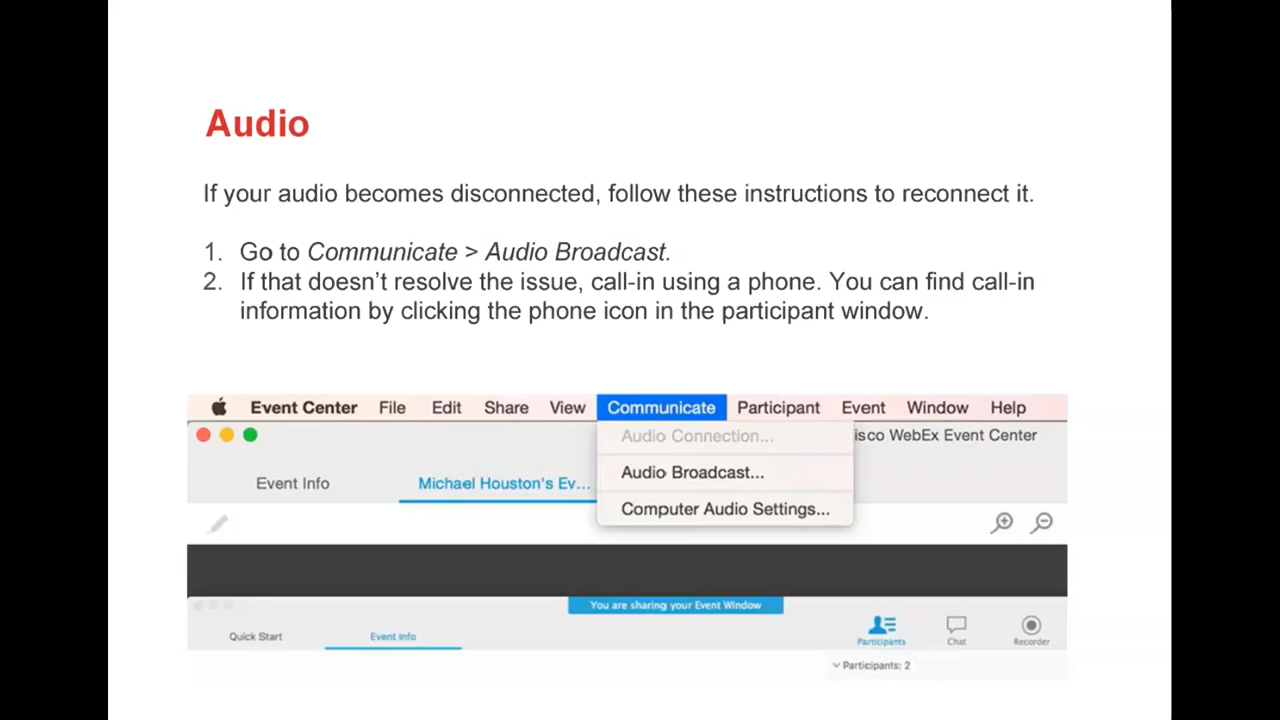 Audio
If your audio becomes disconnected, follow these instructions to reconnect it.
1. Go to Communicate > Audio Broadcast.
2. If that doesn’t resolve the issue, call-in using a phone. You can find call-in
information by clicking the phone icon in the participant window.
Event Center File Edit Share View Communicate Participant Event Window Help
Audio Connection... isco WebEx Event Center
Audio Broadcast...
Event Info Michael Houston's Ev...
Computer Audio Settings...
You are sharing your Event Window
Quick Start Event Info Participants Chat Recorder
Participants: 2